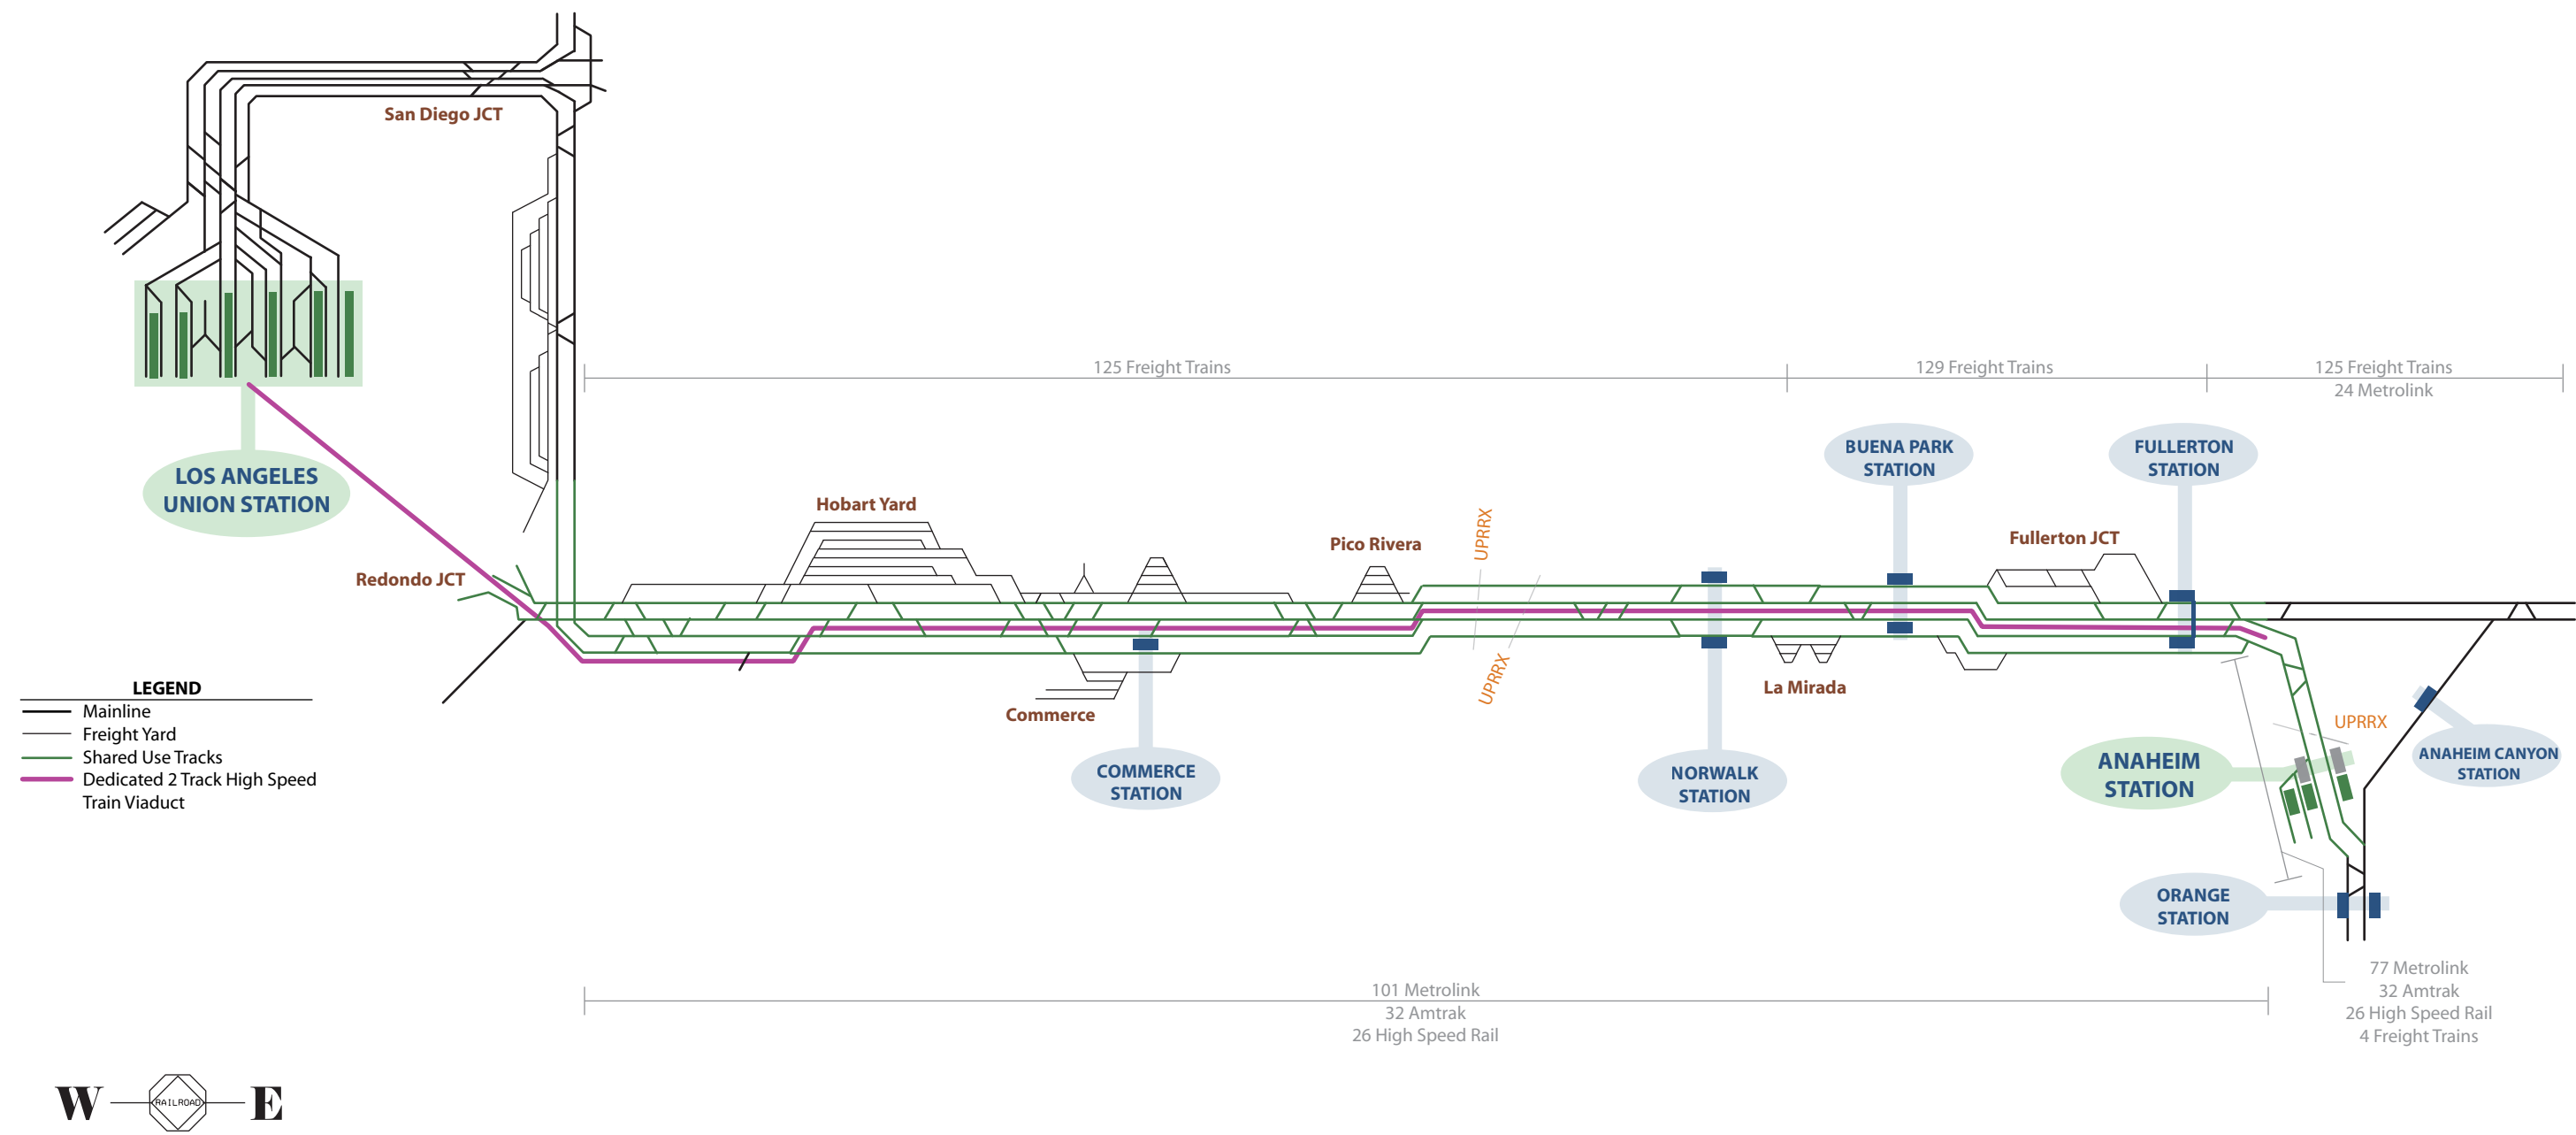 San Diego JCT
125 Freight Trains
129 Freight Trains
125 Freight Trains
24 Metrolink
LOS ANGELES
UNION STATION
BUENA PARK
STATION
FULLERTON
STATION
Hobart Yard
Pico Rivera
UPRRX
Fullerton JCT
Redondo JCT
UPRRX
La Mirada
Commerce
COMMERCE
STATION
NORWALK
STATION
UPRRX
ANAHEIM
STATION
ANAHEIM CANYON
STATION
ORANGE
STATION
LEGEND
Mainline
Freight Yard
Shared Use Tracks
Dedicated 2 Track High Speed
Train Viaduct
101 Metrolink
32 Amtrak
26 High Speed Rail
77 Metrolink
32 Amtrak
26 High Speed Rail
4 Freight Trains
W RAILROAD E